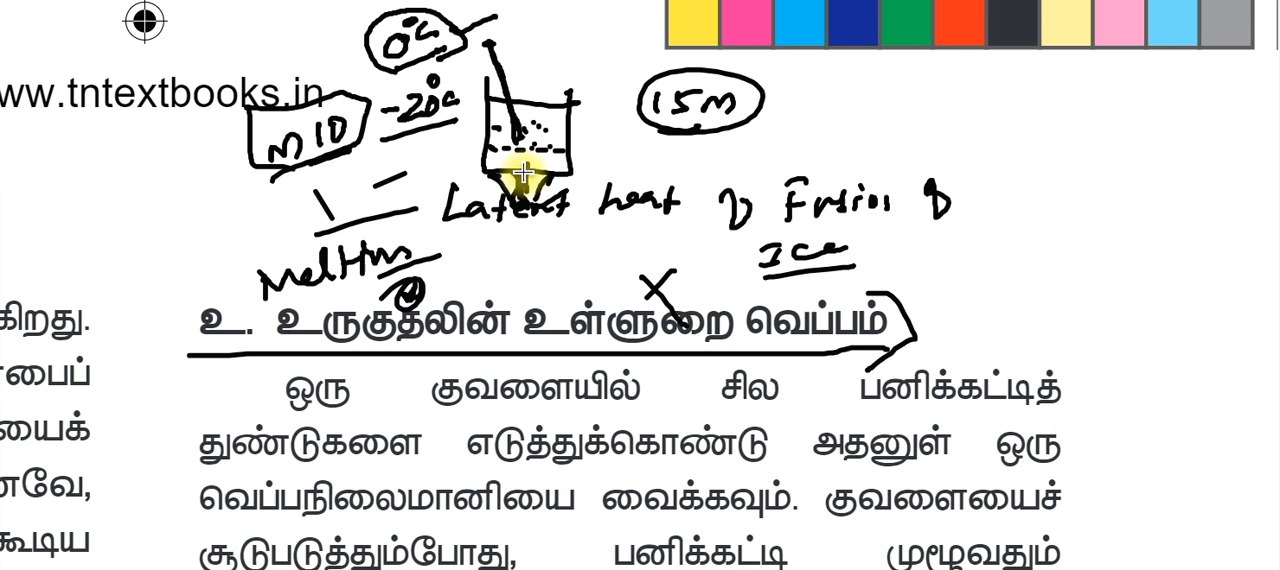 0°C
ww.tntextbooks.in
-20°C
15m
m10
Latent heat of Fusion of
Ice
Melting
கிறது.
உ. உருகுதலின் உள்ளுறை வெப்பம்
பைப்
ஒரு குவளையில் சில பனிக்கட்டித்
யைக்
துண்டுகளை எடுத்துக்கொண்டு அதனுள் ஒரு
னவே,
வெப்பநிலைமானியை வைக்கவும். குவளையைச்
கூடிய
சூடுபடுத்தும்போது, பனிக்கட்டி முழுவதும்